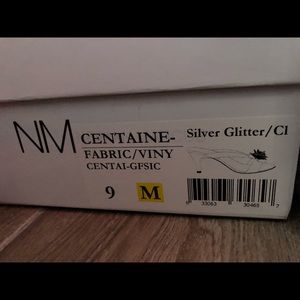 NM
CENTAINE-
Silver Glitter/Cl
FABRIC/VINY
CENTAI-GFSIC
9 M